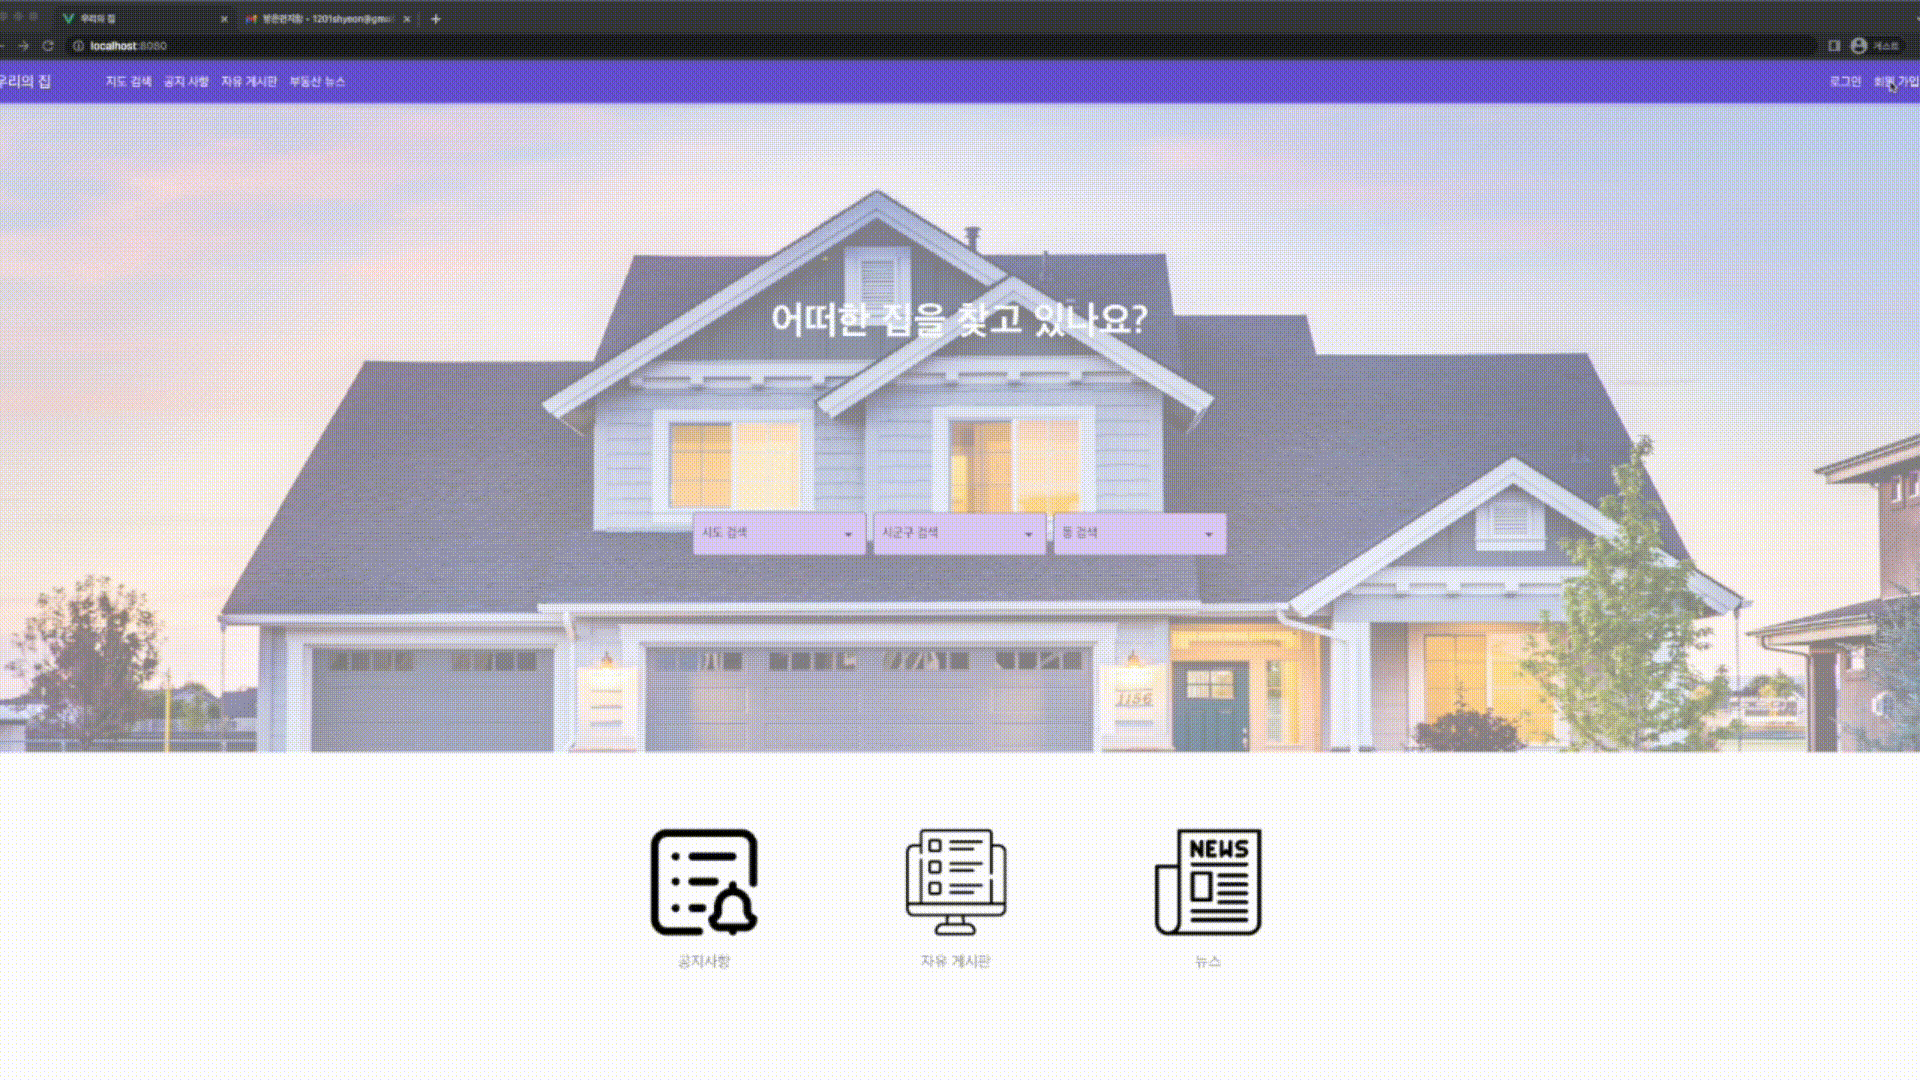 우리의 집
받은편지함 - 1201shyeon@gmai
localhost:8080
게스트
우리의 집 지도 검색 공지 사항 자유 게시판 부동산 뉴스 로그인 회원 가입
어떠한 집을 찾고 있나요?
시도 검색 시군구 검색 동 검색
1156
NEWS
공지사항 자유 게시판 뉴스